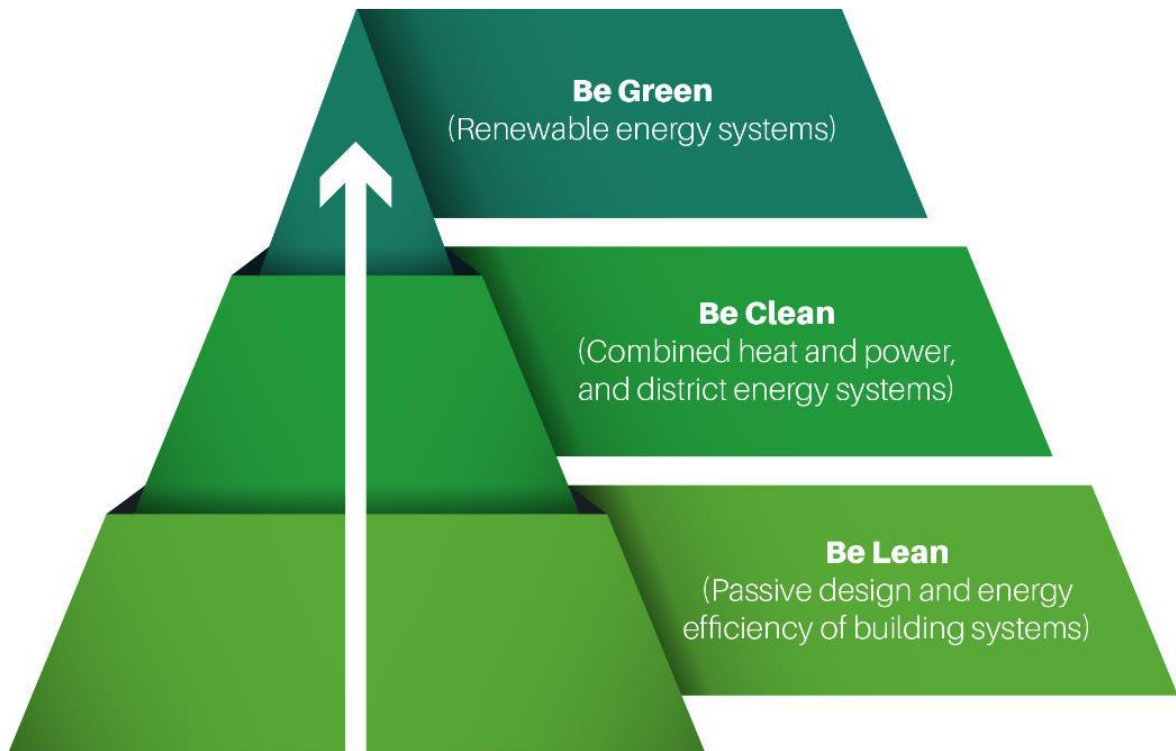 Be Green
(Renewable energy systems)
Be Clean
(Combined heat and power,
and district energy systems)
Be Lean
(Passive design and energy
efficiency of building systems)